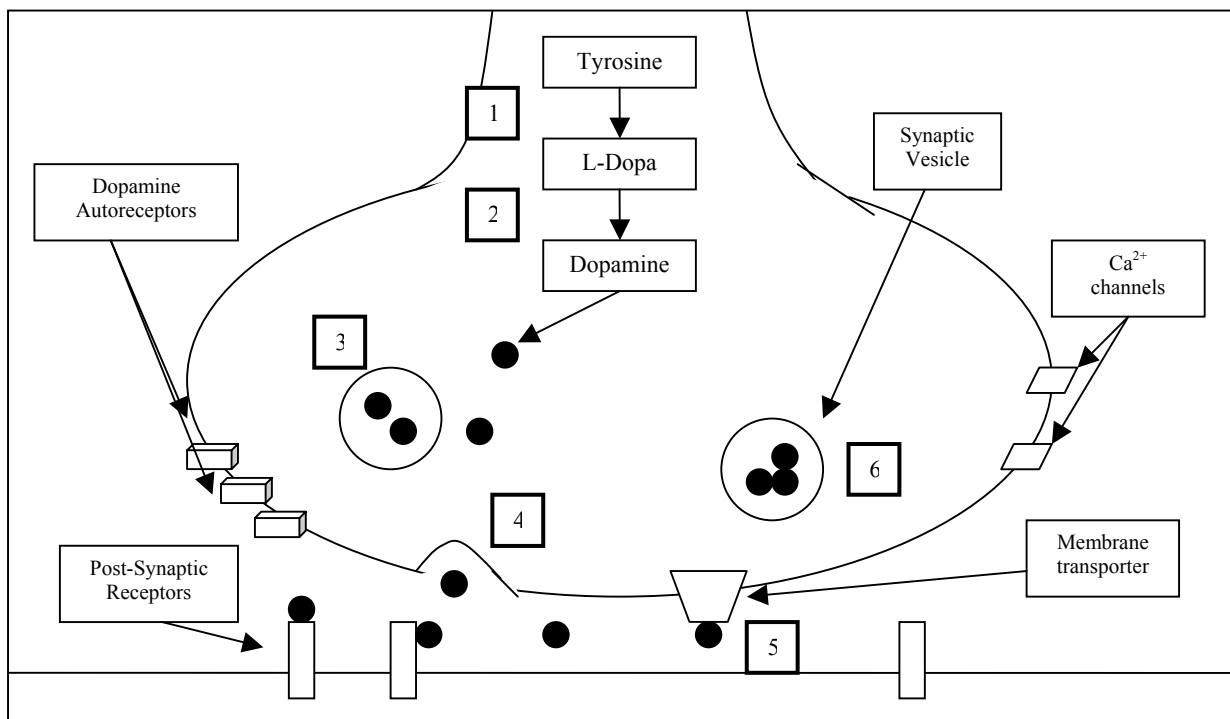 Tyrosine
1
Synaptic
Vesicle
L-Dopa
Dopamine
Autoreceptors
2
Dopamine
Ca²⁺
channels
3
6
4
Post-Synaptic
Receptors
Membrane
transporter
5